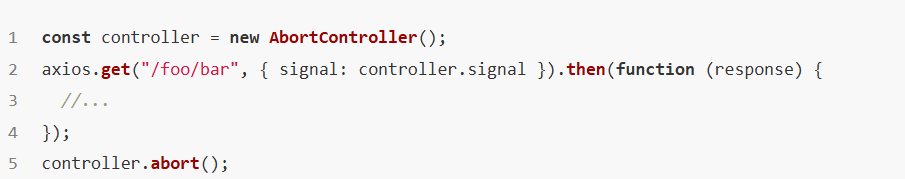 1 const controller = new AbortController();
2 axios.get("/foo/bar", { signal: controller.signal }).then(function (response) {
3   //...
4 });
5 controller.abort();